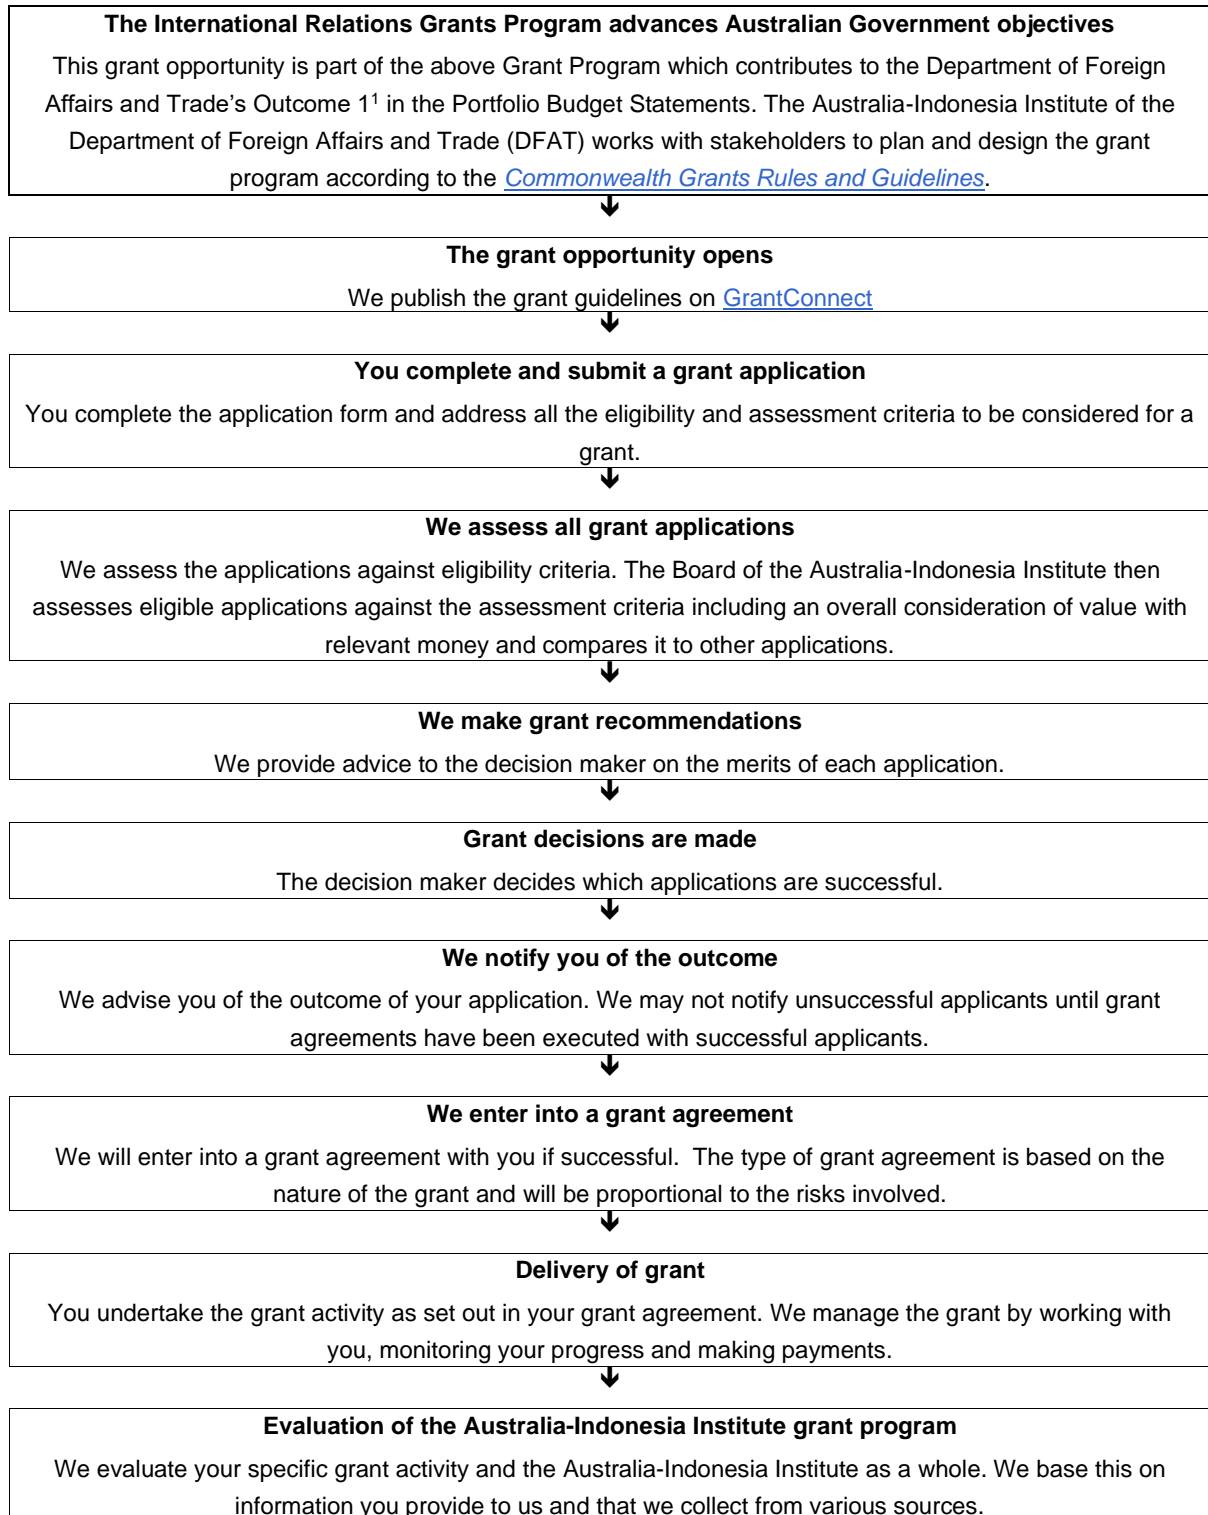 The International Relations Grants Program advances Australian Government objectives
This grant opportunity is part of the above Grant Program which contributes to the Department of Foreign
Affairs and Trade's Outcome 1¹ in the Portfolio Budget Statements. The Australia-Indonesia Institute of the
Department of Foreign Affairs and Trade (DFAT) works with stakeholders to plan and design the grant
program according to the Commonwealth Grants Rules and Guidelines.
The grant opportunity opens
We publish the grant guidelines on GrantConnect
You complete and submit a grant application
You complete the application form and address all the eligibility and assessment criteria to be considered for a
grant.
We assess all grant applications
We assess the applications against eligibility criteria. The Board of the Australia-Indonesia Institute then
assesses eligible applications against the assessment criteria including an overall consideration of value with
relevant money and compares it to other applications.
We make grant recommendations
We provide advice to the decision maker on the merits of each application.
Grant decisions are made
The decision maker decides which applications are successful.
We notify you of the outcome
We advise you of the outcome of your application. We may not notify unsuccessful applicants until grant
agreements have been executed with successful applicants.
We enter into a grant agreement
We will enter into a grant agreement with you if successful.  The type of grant agreement is based on the
nature of the grant and will be proportional to the risks involved.
Delivery of grant
You undertake the grant activity as set out in your grant agreement. We manage the grant by working with
you, monitoring your progress and making payments.
Evaluation of the Australia-Indonesia Institute grant program
We evaluate your specific grant activity and the Australia-Indonesia Institute as a whole. We base this on
information you provide to us and that we collect from various sources.